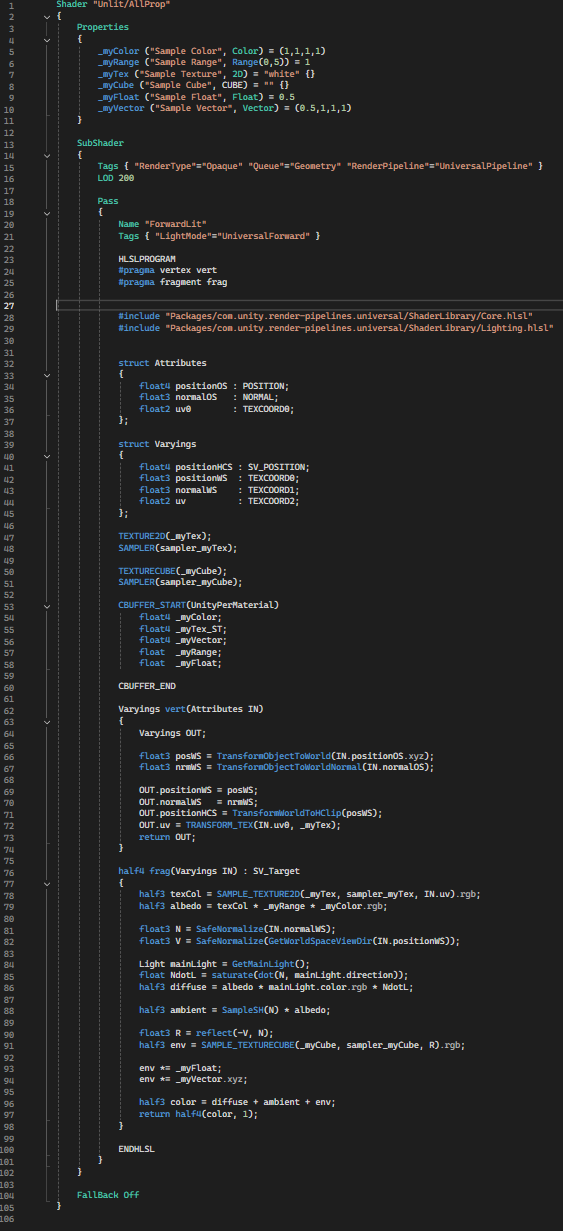 1 Shader "Unlit/AllProp"
2 {
3 Properties
4 {
5 _myColor ("Sample Color", Color) = (1,1,1,1)
6 _myRange ("Sample Range", Range(0,5)) = 1
7 _myTex ("Sample Texture", 2D) = "white" {}
8 _myCube ("Sample Cube", CUBE) = "" {}
9 _myFloat ("Sample Float", Float) = 0.5
10 _myVector ("Sample Vector", Vector) = (0.5,1,1,1)
11 }
12
13 SubShader
14 {
15 Tags { "RenderType"="Opaque" "Queue"="Geometry" "RenderPipeline"="UniversalPipeline" }
16 LOD 200
17
18 Pass
19 {
20 Name "ForwardLit"
21 Tags { "LightMode"="UniversalForward" }
22
23 HLSLPROGRAM
24 #pragma vertex vert
25 #pragma fragment frag
26
27
28 #include "Packages/com.unity.render-pipelines.universal/ShaderLibrary/Core.hlsl"
29 #include "Packages/com.unity.render-pipelines.universal/ShaderLibrary/Lighting.hlsl"
30
31
32 struct Attributes
33 {
34 float4 positionOS : POSITION;
35 float3 normalOS : NORMAL;
36 float2 uv0 : TEXCOORD0;
37 };
38
39 struct Varyings
40 {
41 float4 positionHCS : SV_POSITION;
42 float3 positionWS : TEXCOORD0;
43 float3 normalWS : TEXCOORD1;
44 float2 uv : TEXCOORD2;
45 };
46
47 TEXTURE2D(_myTex);
48 SAMPLER(sampler_myTex);
49
50 TEXTURECUBE(_myCube);
51 SAMPLER(sampler_myCube);
52
53 CBUFFER_START(UnityPerMaterial)
54 float4 _myColor;
55 float4 _myTex_ST;
56 float4 _myVector;
57 float _myRange;
58 float _myFloat;
59
60 CBUFFER_END
61
62 Varyings vert(Attributes IN)
63 {
64 Varyings OUT;
65
66 float3 posWS = TransformObjectToWorld(IN.positionOS.xyz);
67 float3 nrmWS = TransformObjectToWorldNormal(IN.normalOS);
68
69 OUT.positionWS = posWS;
70 OUT.normalWS = nrmWS;
71 OUT.positionHCS = TransformWorldToHClip(posWS);
72 OUT.uv = TRANSFORM_TEX(IN.uv0, _myTex);
73 return OUT;
74 }
75
76 half4 frag(Varyings IN) : SV_Target
77 {
78 half3 texCol = SAMPLE_TEXTURE2D(_myTex, sampler_myTex, IN.uv).rgb;
79 half3 albedo = texCol * _myRange * _myColor.rgb;
80
81 float3 N = SafeNormalize(IN.normalWS);
82 float3 V = SafeNormalize(GetWorldSpaceViewDir(IN.positionWS));
83
84 Light mainLight = GetMainLight();
85 float NdotL = saturate(dot(N, mainLight.direction));
86 half3 diffuse = albedo * mainLight.color.rgb * NdotL;
87
88 half3 ambient = SampleSH(N) * albedo;
89
90 float3 R = reflect(-V, N);
91 half3 env = SAMPLE_TEXTURECUBE(_myCube, sampler_myCube, R).rgb;
92
93 env *= _myFloat;
94 env *= _myVector.xyz;
95
96 half3 color = diffuse + ambient + env;
97 return half4(color, 1);
98 }
99
100 ENDHLSL
101 }
102 }
103
104 FallBack Off
105 }
106